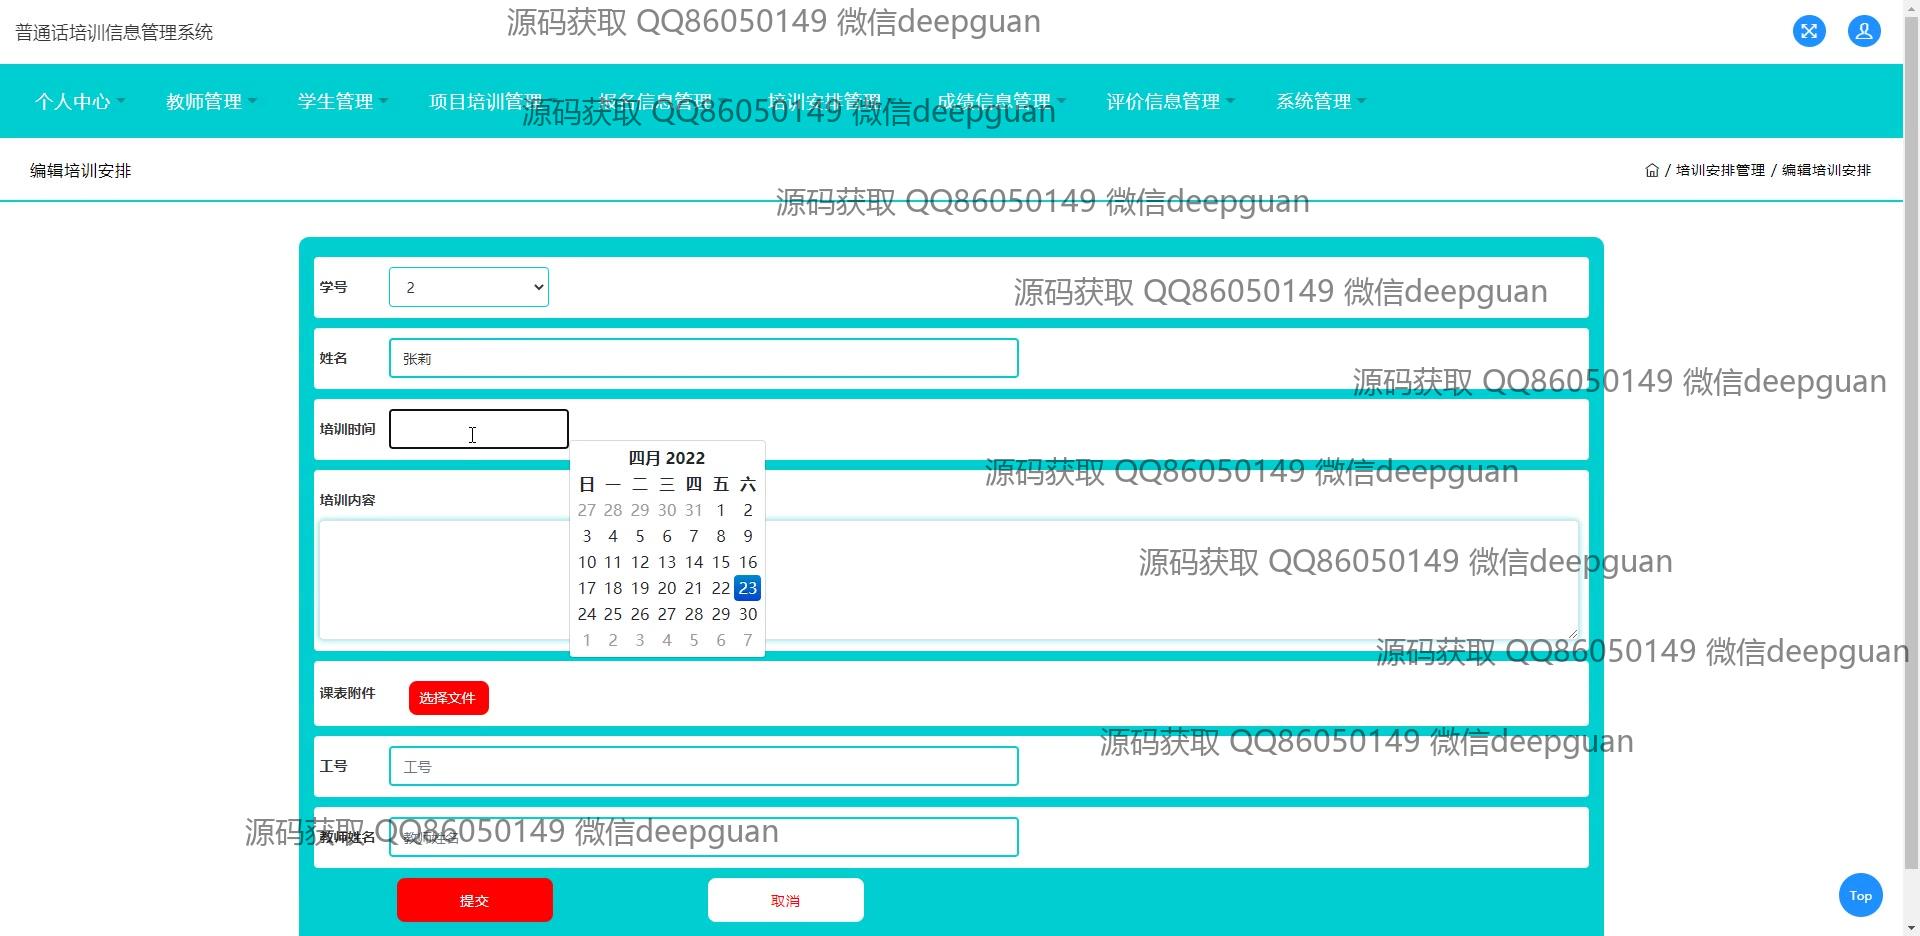 普通话培训信息管理系统
源码获取 QQ86050149 微信deepguan
个人中心 教师管理 学生管理 项目培训管理 报名信息管理 培训安排管理 成绩信息管理 评价信息管理 系统管理
源码获取 QQ86050149 微信deepguan
编辑培训安排
/ 培训安排管理 / 编辑培训安排
源码获取 QQ86050149 微信deepguan
学号 2
源码获取 QQ86050149 微信deepguan
姓名 张莉
源码获取 QQ86050149 微信deepguan
培训时间
四月 2022
日 一 二 三 四 五 六
27 28 29 30 31 1 2
3 4 5 6 7 8 9
10 11 12 13 14 15 16
17 18 19 20 21 22 23
24 25 26 27 28 29 30
1 2 3 4 5 6 7
源码获取 QQ86050149 微信deepguan
培训内容
源码获取 QQ86050149 微信deepguan
源码获取 QQ86050149 微信deepguan
课表附件 选择文件
源码获取 QQ86050149 微信deepguan
工号 工号
源码获取 QQ86050149 微信deepguan
教师姓名 教师姓名
提交 取消
Top